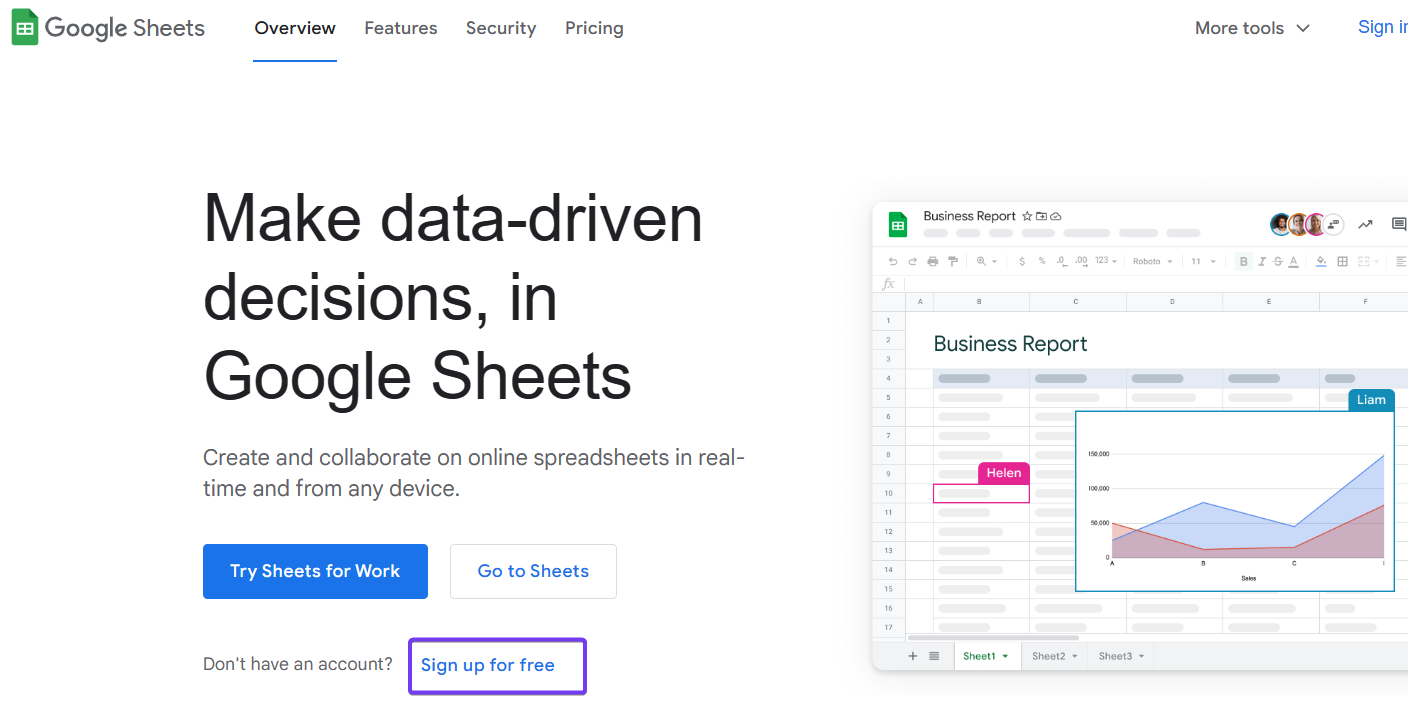 Google Sheets
Overview
Features
Security
Pricing
More tools
Sign in
Make data-driven
decisions, in
Google Sheets
Create and collaborate on online spreadsheets in real-
time and from any device.
Try Sheets for Work
Go to Sheets
Don't have an account?
Sign up for free
Business Report
$ % .0 .00 123
Roboto
11
B I S A
fx
A B C D E F
1
2
Business Report
3
4
5
Liam
6
7
8
150,000
9
Helen
10
100,000
11
12
50,000
13
14
0
A B C
15
Sales
16
17
+
Sheet1
Sheet2
Sheet3